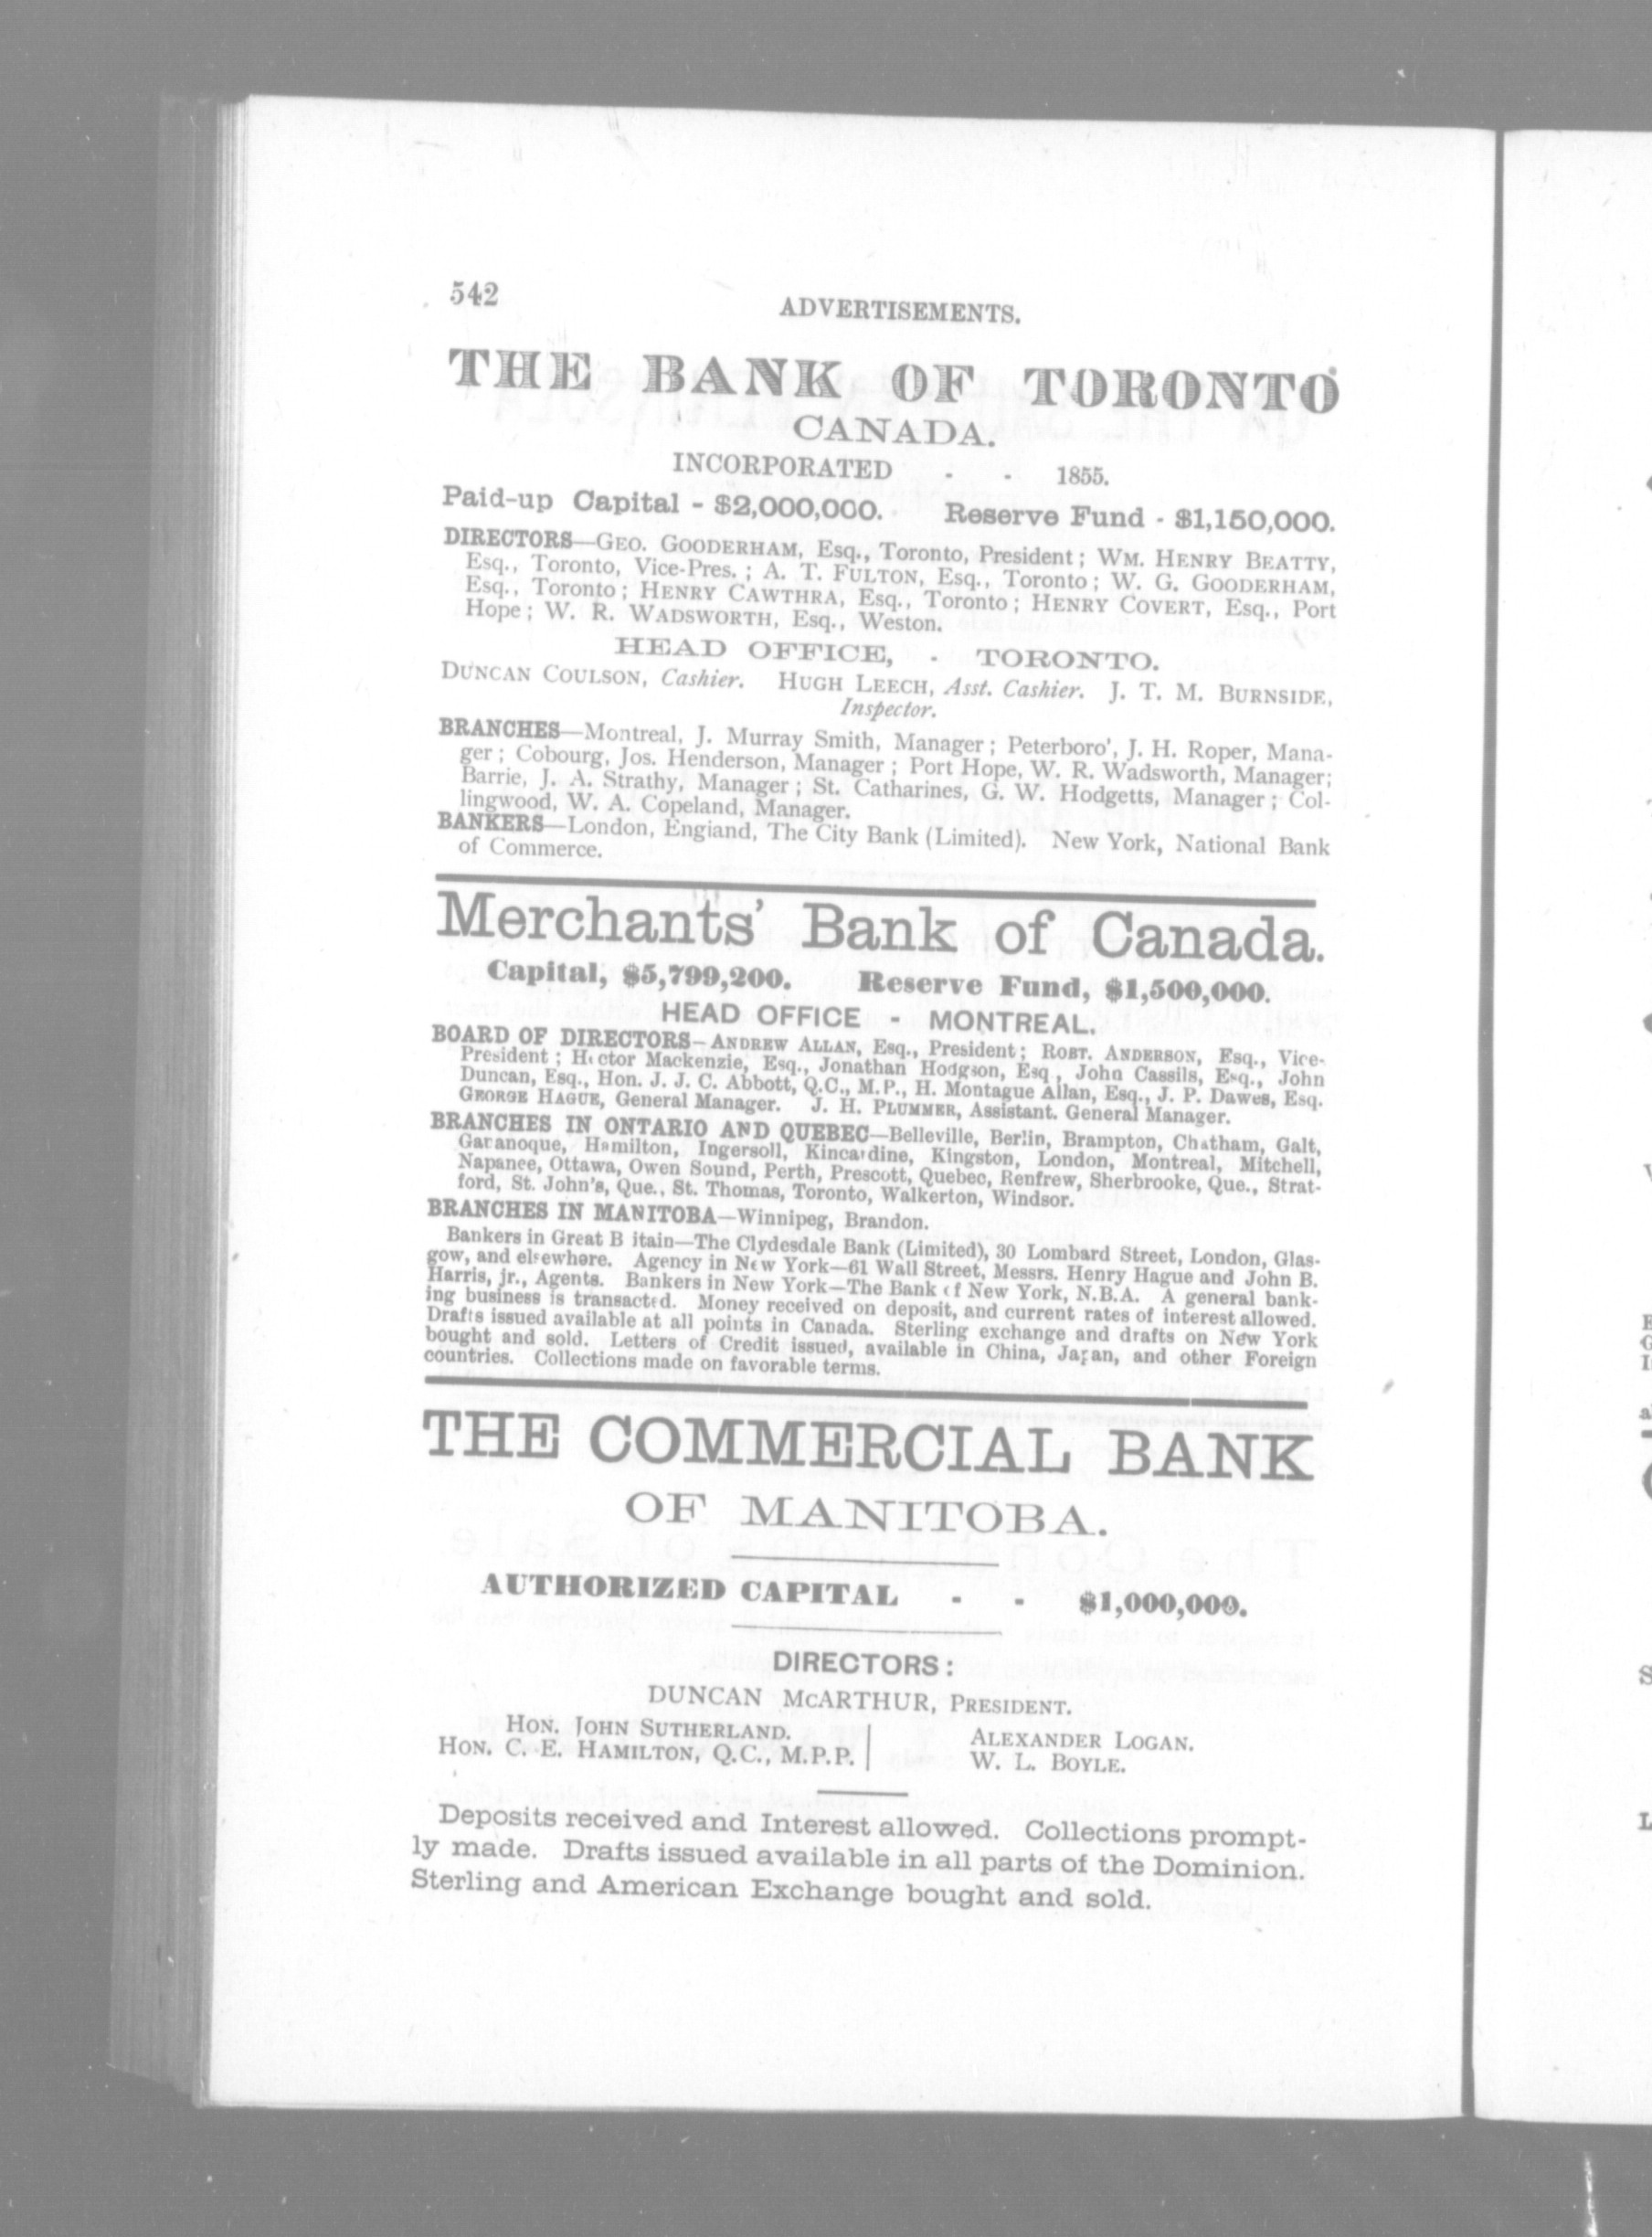 542
ADVERTISEMENTS.
THE BANK OF TORONTO
CANADA.
INCORPORATED - - 1855.
Paid-up Capital - $2,000,000. Reserve Fund - $1,150,000.
DIRECTORS—GEO. GOODERHAM, Esq., Toronto, President; WM. HENRY BEATTY,
Esq., Toronto, Vice-Pres.; A. T. FULTON, Esq., Toronto; W. G. GOODERHAM,
Esq., Toronto; HENRY CAWTHRA, Esq., Toronto; HENRY COVERT, Esq., Port
Hope; W. R. WADSWORTH, Esq., Weston.
HEAD OFFICE, - TORONTO.
DUNCAN COULSON, Cashier. HUGH LEECH, Asst. Cashier. J. T. M. BURNSIDE,
Inspector.
BRANCHES—Montreal, J. Murray Smith, Manager; Peterboro', J. H. Roper, Mana-
ger; Cobourg, Jos. Henderson, Manager; Port Hope, W. R. Wadsworth, Manager;
Barrie, J. A. Strathy, Manager; St. Catharines, G. W. Hodgetts, Manager; Col-
lingwood, W. A. Copeland, Manager.
BANKERS—London, England, The City Bank (Limited). New York, National Bank
of Commerce.
Merchants' Bank of Canada.
Capital, $5,799,200. Reserve Fund, $1,500,000.
HEAD OFFICE - MONTREAL.
BOARD OF DIRECTORS—ANDREW ALLAN, Esq., President; ROBT. ANDERSON, Esq., Vice-
President; Hector Mackenzie, Esq., Jonathan Hodgson, Esq, John Cassils, Esq., John
Duncan, Esq., Hon. J. J. C. Abbott, Q.C., M.P., H. Montague Allan, Esq., J. P. Dawes, Esq.
GEORGE HAGUE, General Manager. J. H. PLUMMER, Assistant. General Manager.
BRANCHES IN ONTARIO AND QUEBEC—Belleville, Berlin, Brampton, Chatham, Galt,
Gananoque, Hamilton, Ingersoll, Kincardine, Kingston, London, Montreal, Mitchell,
Napanee, Ottawa, Owen Sound, Perth, Prescott, Quebec, Renfrew, Sherbrooke, Que., Strat-
ford, St. John's, Que., St. Thomas, Toronto, Walkerton, Windsor.
BRANCHES IN MANITOBA—Winnipeg, Brandon.
Bankers in Great B itain—The Clydesdale Bank (Limited), 30 Lombard Street, London, Glas-
gow, and elsewhere. Agency in New York—61 Wall Street, Messrs. Henry Hague and John B.
Harris, jr., Agents. Bankers in New York—The Bank of New York, N.B.A. A general bank-
ing business is transacted. Money received on deposit, and current rates of interest allowed.
Drafts issued available at all points in Canada. Sterling exchange and drafts on New York
bought and sold. Letters of Credit issued, available in China, Japan, and other Foreign
countries. Collections made on favorable terms.
THE COMMERCIAL BANK
OF MANITOBA.
AUTHORIZED CAPITAL - - $1,000,000.
DIRECTORS:
DUNCAN McARTHUR, PRESIDENT.
HON. JOHN SUTHERLAND. ALEXANDER LOGAN.
HON. C. E. HAMILTON, Q.C., M.P.P. W. L. BOYLE.
Deposits received and Interest allowed. Collections prompt-
ly made. Drafts issued available in all parts of the Dominion.
Sterling and American Exchange bought and sold.